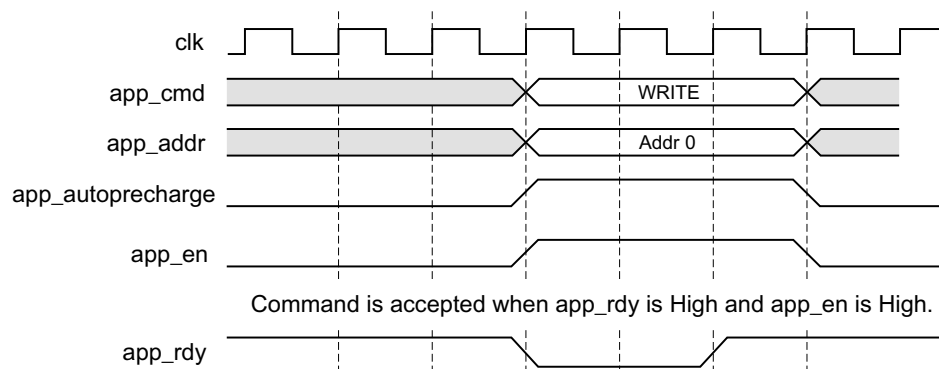 clk
app_cmd WRITE
app_addr Addr 0
app_autoprecharge
app_en
Command is accepted when app_rdy is High and app_en is High.
app_rdy